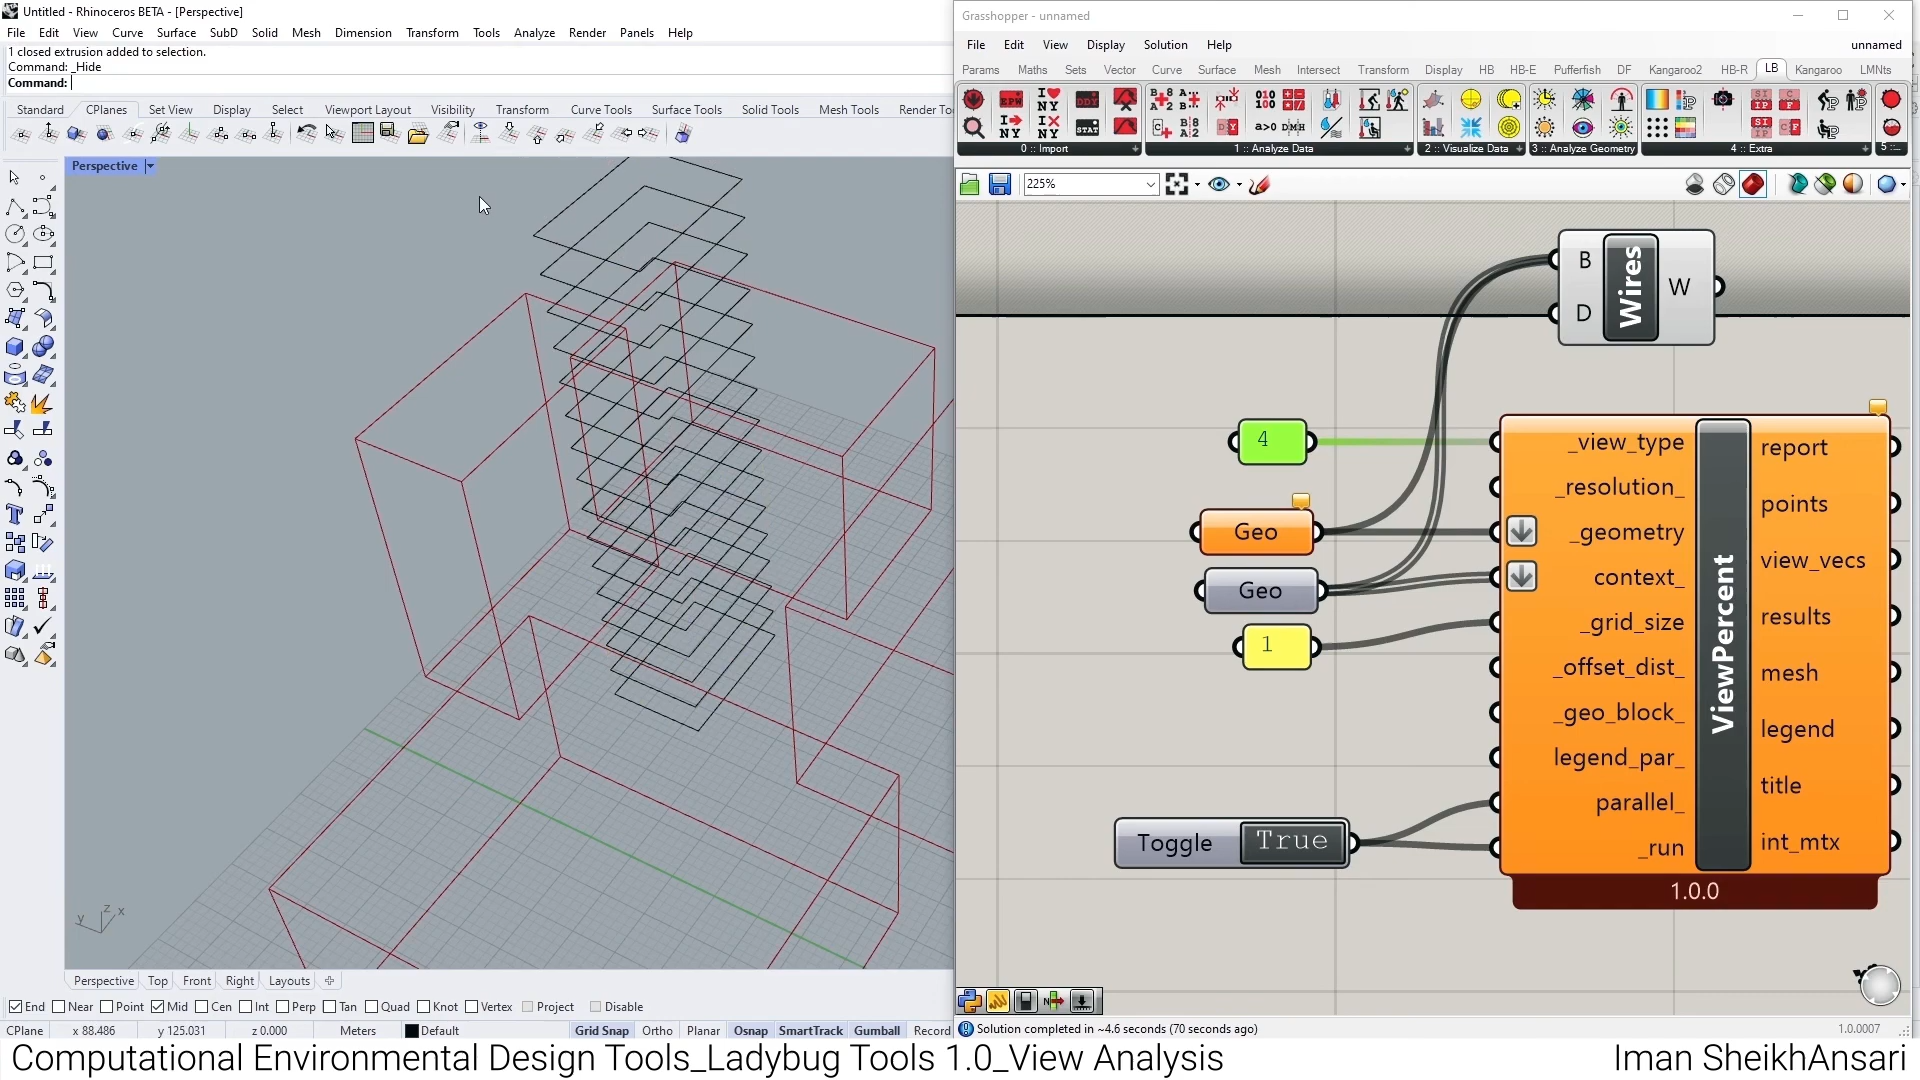 Untitled - Rhinoceros BETA - [Perspective]
File Edit View Curve Surface SubD Solid Mesh Dimension Transform Tools Analyze Render Panels Help
1 closed extrusion added to selection.
Command: _Hide
Command:
Standard CPlanes Set View Display Select Viewport Layout Visibility Transform Curve Tools Surface Tools Solid Tools Mesh Tools Render To
Perspective
z
y x
Perspective Top Front Right Layouts
End Near Point Mid Cen Int Perp Tan Quad Knot Vertex Project Disable
CPlane x 88.486 y 125.031 z 0.000 Meters Default Grid Snap Ortho Planar Osnap SmartTrack Gumball Record
Grasshopper - unnamed
File Edit View Display Solution Help unnamed
Params Maths Sets Vector Curve Surface Mesh Intersect Transform Display HB HB-E Pufferfish DF Kangaroo2 HB-R LB Kangaroo LMNts
0 :: Import 1 :: Analyze Data 2 :: Visualize Data 3 :: Analyze Geometry 4 :: Extra 5 ::
225%
B
D
Wires
W
4
Geo
Geo
1
Toggle True
_view_type
_resolution_
_geometry
context_
_grid_size
_offset_dist_
_geo_block_
legend_par_
parallel_
_run
ViewPercent
report
points
view_vecs
results
mesh
legend
title
int_mtx
1.0.0
Solution completed in ~4.6 seconds (70 seconds ago) 1.0.0007
Computational Environmental Design Tools_Ladybug Tools 1.0_View Analysis
Iman SheikhAnsari